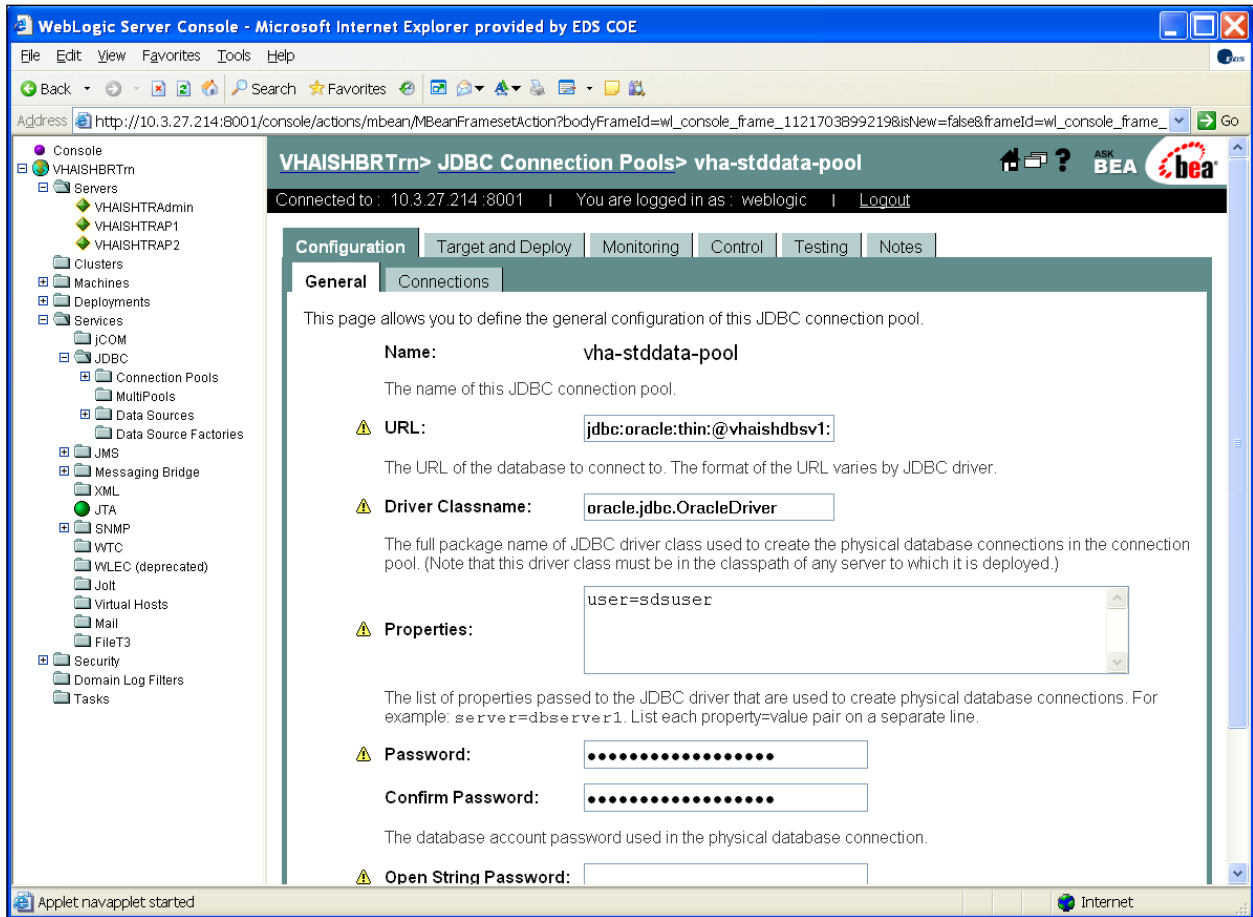 WebLogic Server Console - Microsoft Internet Explorer provided by EDS COE
File Edit View Favorites Tools Help
EDS
Back Search Favorites
Address http://10.3.27.214:8001/console/actions/mbean/MBeanFramesetAction?bodyFrameId=wl_console_frame_1121703899219&isNew=false&frameId=wl_console_frame_ Go
Console
VHAISHBRTrn
Servers
VHAISHTRAdmin
VHAISHTRAP1
VHAISHTRAP2
Clusters
Machines
Deployments
Services
jCOM
JDBC
Connection Pools
MultiPools
Data Sources
Data Source Factories
JMS
Messaging Bridge
XML
JTA
SNMP
WTC
WLEC (deprecated)
Jolt
Virtual Hosts
Mail
FileT3
Security
Domain Log Filters
Tasks
VHAISHBRTrn> JDBC Connection Pools> vha-stddata-pool
? ASK BEA bea
Connected to : 10.3.27.214 :8001 | You are logged in as : weblogic | Logout
Configuration Target and Deploy Monitoring Control Testing Notes
General Connections
This page allows you to define the general configuration of this JDBC connection pool.
Name: vha-stddata-pool
The name of this JDBC connection pool.
URL: jdbc:oracle:thin:@vhaishdbsv1:
The URL of the database to connect to. The format of the URL varies by JDBC driver.
Driver Classname: oracle.jdbc.OracleDriver
The full package name of JDBC driver class used to create the physical database connections in the connection
pool. (Note that this driver class must be in the classpath of any server to which it is deployed.)
user=sdsuser
Properties:
The list of properties passed to the JDBC driver that are used to create physical database connections. For
example: server=dbserver1. List each property=value pair on a separate line.
Password: ●●●●●●●●●●●●●●●●●●
Confirm Password: ●●●●●●●●●●●●●●●●●●
The database account password used in the physical database connection.
Open String Password:
Applet navapplet started
Internet